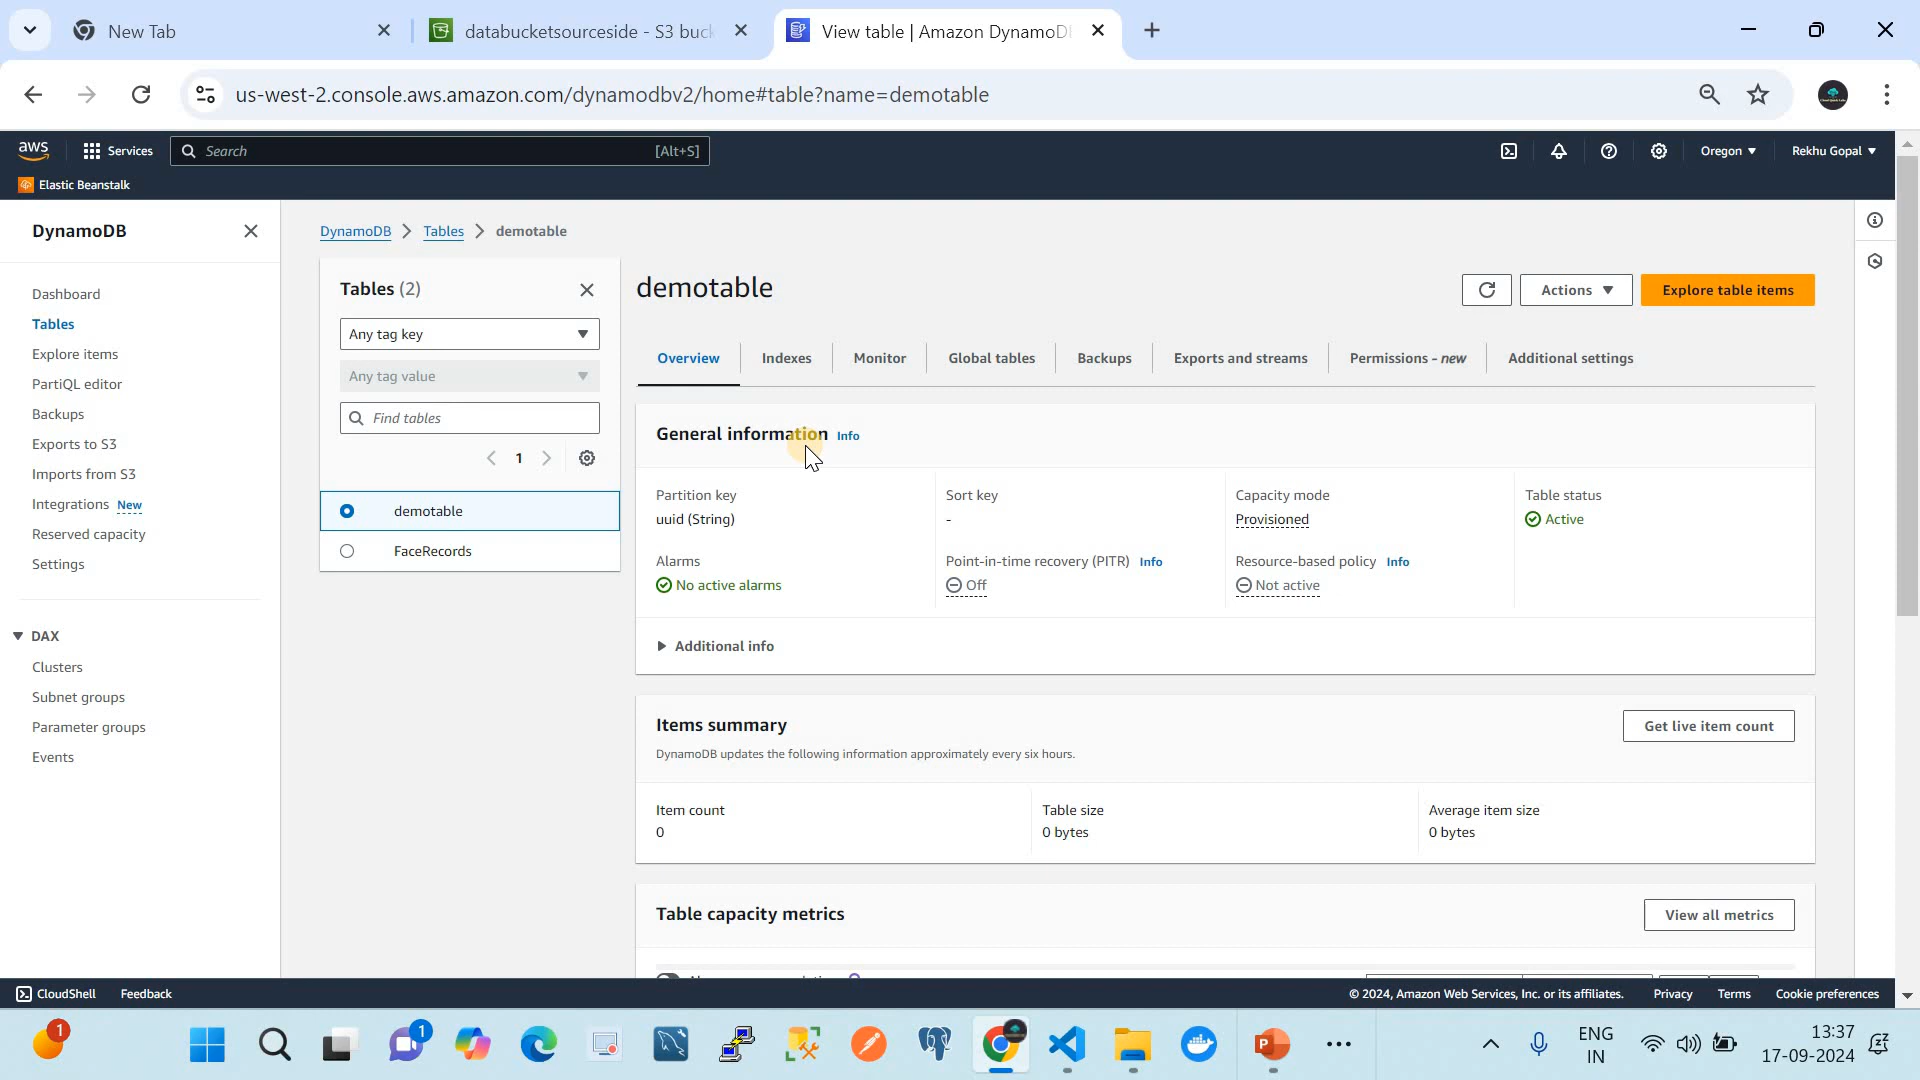 New Tab
databucketsourceside - S3 buc
View table | Amazon DynamoD
us-west-2.console.aws.amazon.com/dynamodbv2/home#table?name=demotable
aws
Services
Search
[Alt+S]
Oregon
Rekhu Gopal
Elastic Beanstalk
DynamoDB
Dashboard
Tables
Explore items
PartiQL editor
Backups
Exports to S3
Imports from S3
Integrations New
Reserved capacity
Settings
DAX
Clusters
Subnet groups
Parameter groups
Events
DynamoDB > Tables > demotable
Tables (2)
Any tag key
Any tag value
Find tables
1
demotable
FaceRecords
demotable
Actions
Explore table items
Overview
Indexes
Monitor
Global tables
Backups
Exports and streams
Permissions - new
Additional settings
General information Info
Partition key
uuid (String)
Sort key
-
Capacity mode
Provisioned
Table status
Active
Alarms
No active alarms
Point-in-time recovery (PITR) Info
Off
Resource-based policy Info
Not active
Additional info
Items summary
Get live item count
DynamoDB updates the following information approximately every six hours.
Item count
0
Table size
0 bytes
Average item size
0 bytes
Table capacity metrics
View all metrics
CloudShell
Feedback
© 2024, Amazon Web Services, Inc. or its affiliates.
Privacy
Terms
Cookie preferences
1
1
P
ENG
IN
13:37
17-09-2024